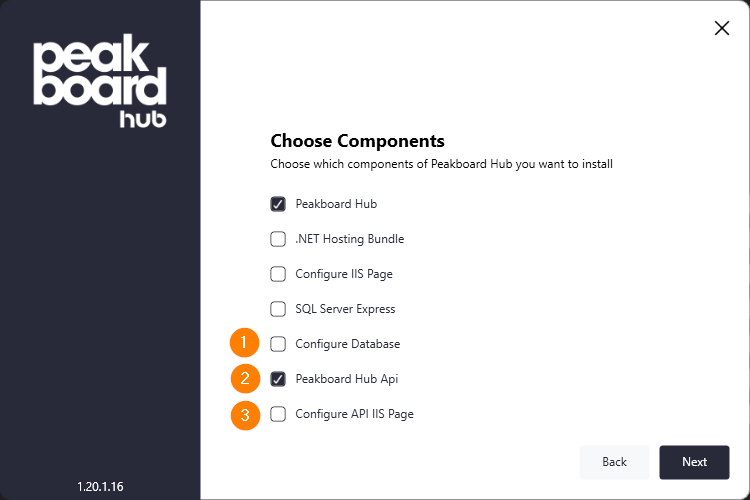 peak
board
hub
Choose Components
Choose which components of Peakboard Hub you want to install
Peakboard Hub
.NET Hosting Bundle
Configure IIS Page
SQL Server Express
1 Configure Database
2 Peakboard Hub Api
3 Configure API IIS Page
Back Next
1.20.1.16